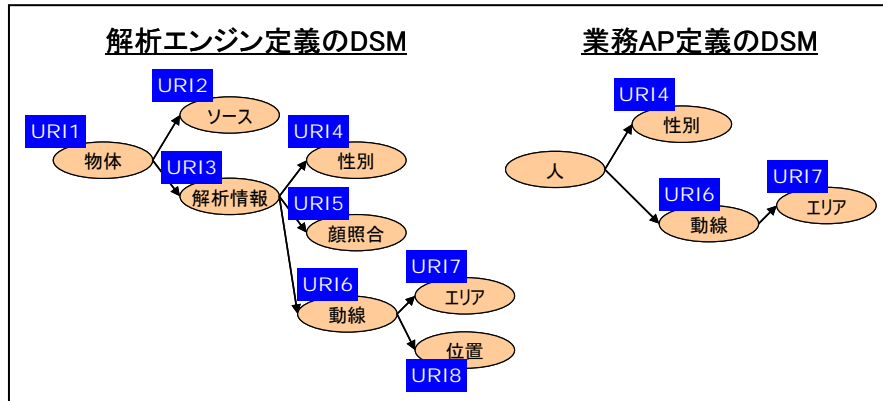 解析エンジン定義のDSM
業務AP定義のDSM
URI1
物体
URI2
ソース
URI3
解析情報
URI4
性別
URI5
顔照合
URI6
動線
URI7
エリア
位置
URI8
人
URI4
性別
URI6
動線
URI7
エリア